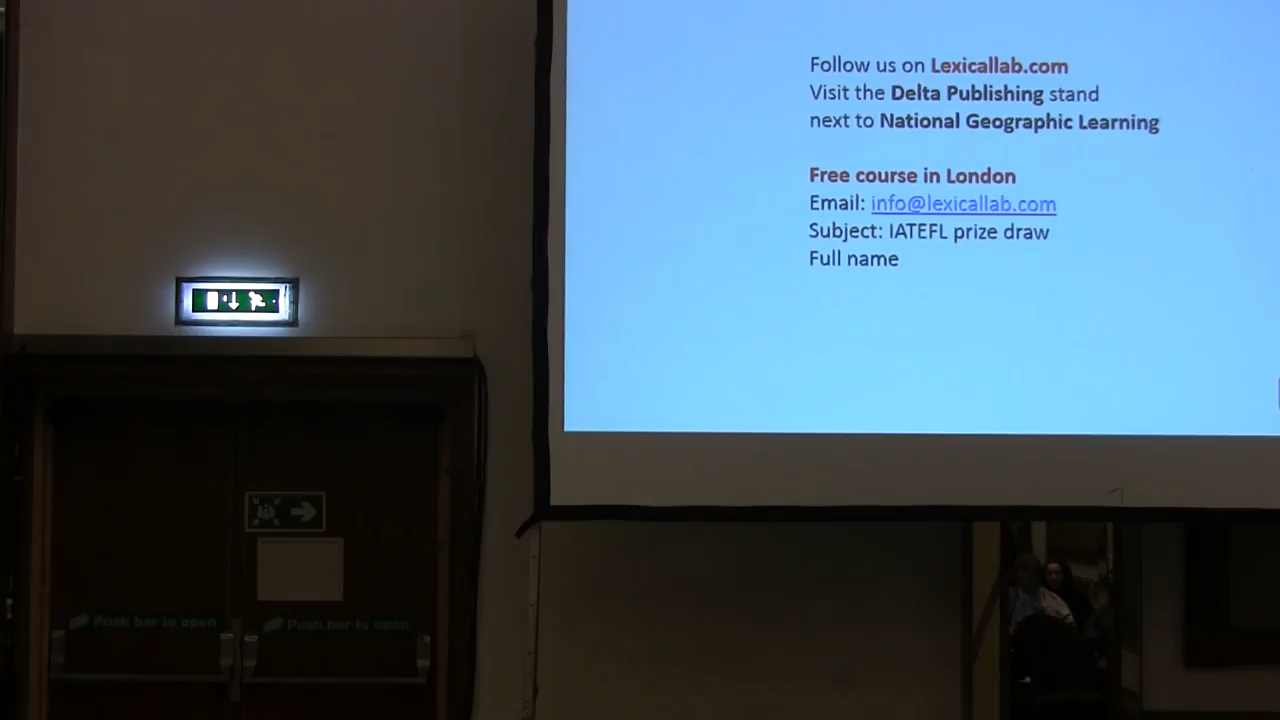 Follow us on Lexicallab.com
Visit the Delta Publishing stand
next to National Geographic Learning
Free course in London
Email: info@lexicallab.com
Subject: IATEFL prize draw
Full name
Push bar to open
Push bar to open